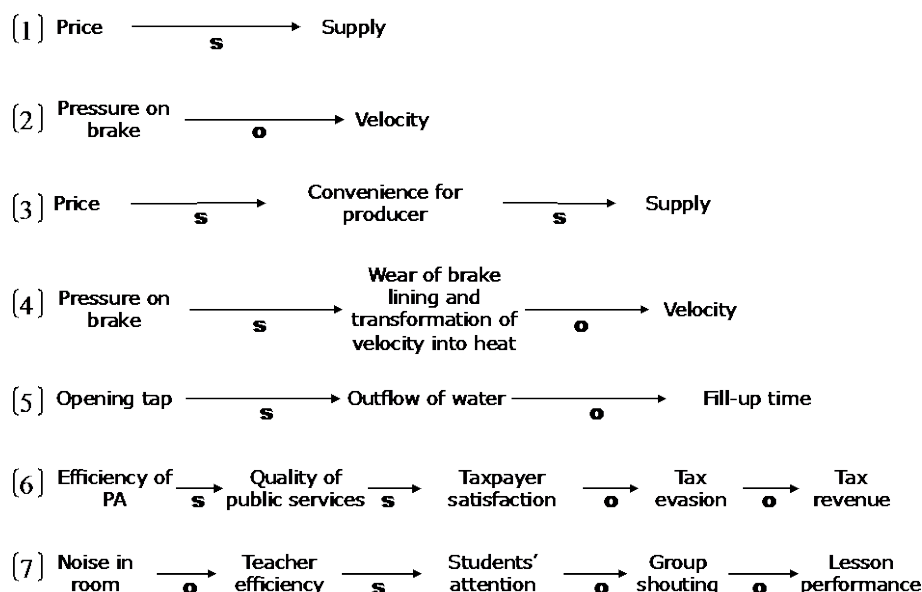 (1) Price s Supply
(2) Pressure on brake o Velocity
(3) Price s Convenience for producer s Supply
(4) Pressure on brake s Wear of brake lining and transformation of velocity into heat o Velocity
(5) Opening tap s Outflow of water o Fill-up time
(6) Efficiency of PA s Quality of public services s Taxpayer satisfaction o Tax evasion o Tax revenue
(7) Noise in room o Teacher efficiency s Students' attention o Group shouting o Lesson performance